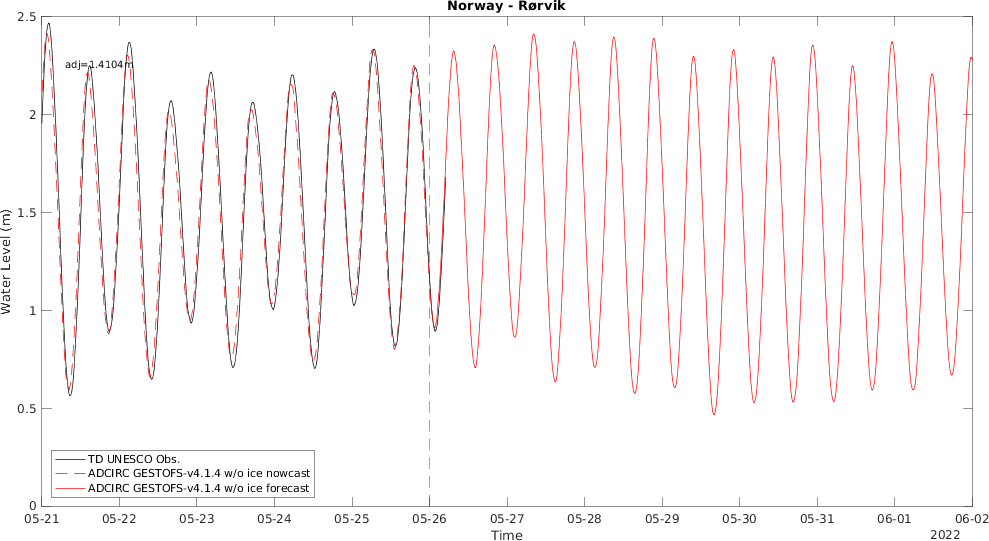 Norway - Rørvik
2.5
adj=1.4104m
2
1.5
1
0.5
0
Water Level (m)
TD UNESCO Obs.
ADCIRC GESTOFS-v4.1.4 w/o ice nowcast
ADCIRC GESTOFS-v4.1.4 w/o ice forecast
05-21 05-22 05-23 05-24 05-25 05-26 05-27 05-28 05-29 05-30 05-31 06-01 06-02
Time
2022